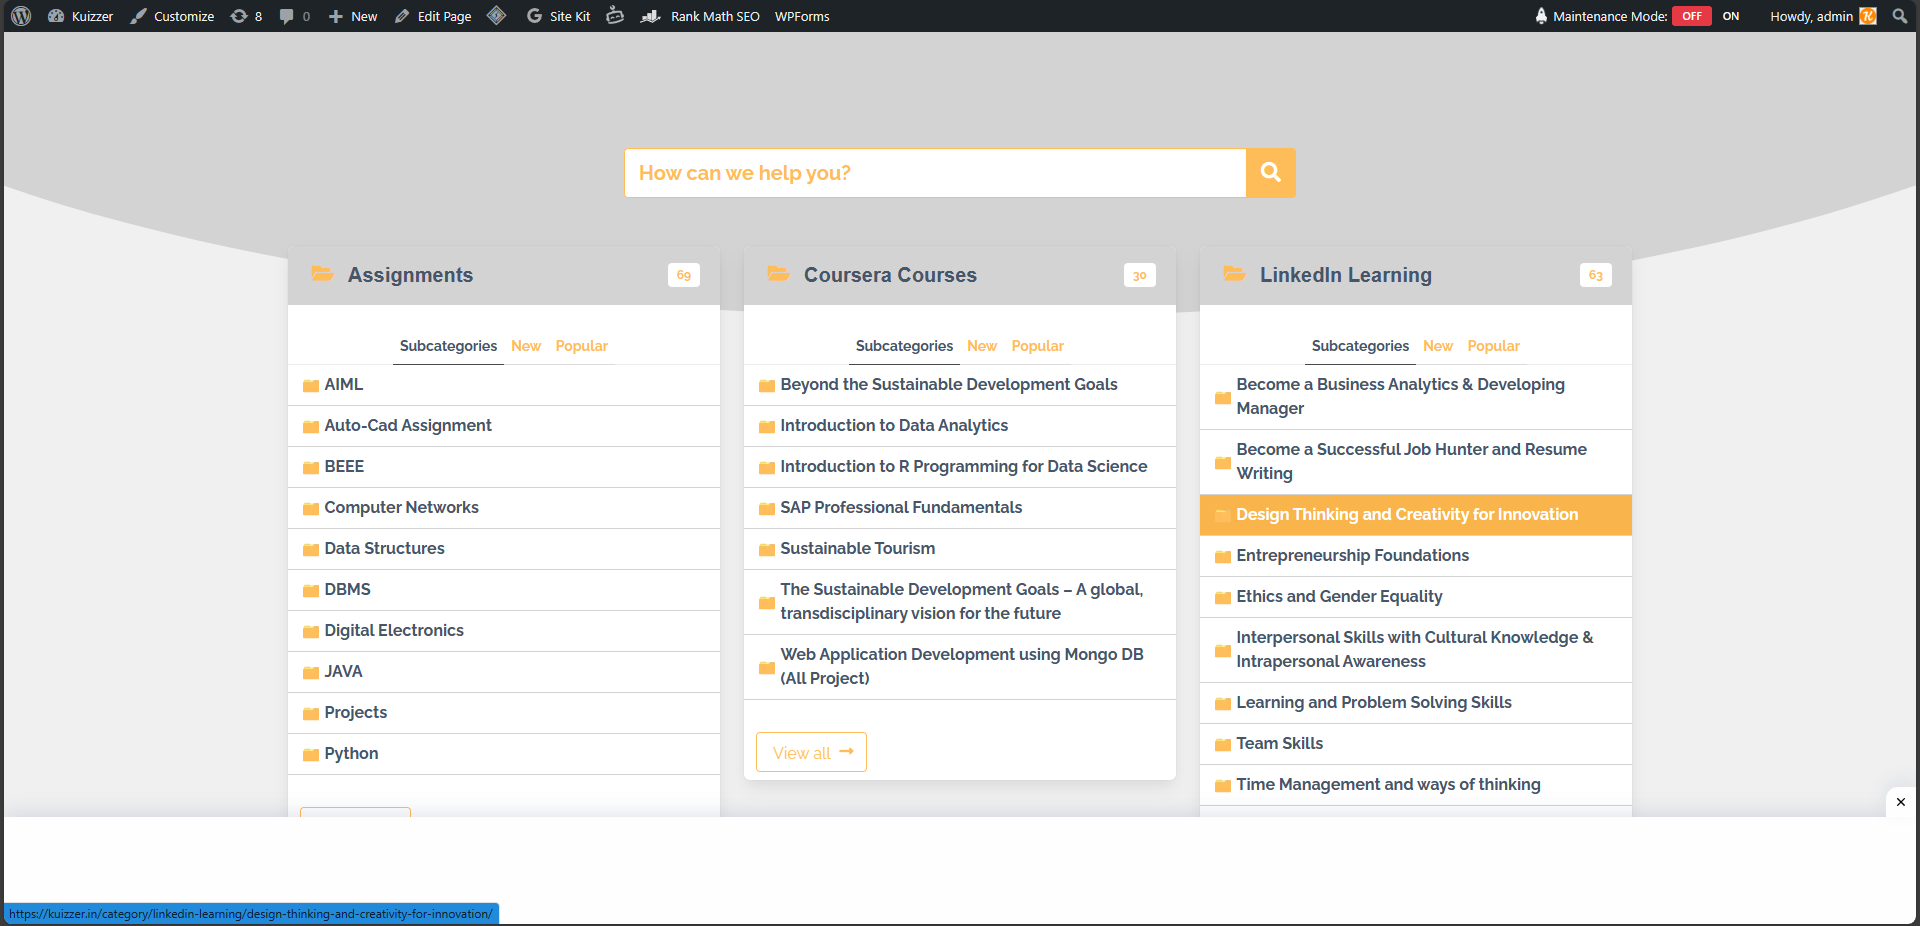 Kuizzer Customize 8 0 New Edit Page Site Kit Rank Math SEO WPForms Maintenance Mode: OFF ON Howdy, admin
How can we help you?
Assignments 69
Subcategories New Popular
AIML
Auto-Cad Assignment
BEEE
Computer Networks
Data Structures
DBMS
Digital Electronics
JAVA
Projects
Python
Coursera Courses 30
Subcategories New Popular
Beyond the Sustainable Development Goals
Introduction to Data Analytics
Introduction to R Programming for Data Science
SAP Professional Fundamentals
Sustainable Tourism
The Sustainable Development Goals – A global,
transdisciplinary vision for the future
Web Application Development using Mongo DB
(All Project)
View all
LinkedIn Learning 63
Subcategories New Popular
Become a Business Analytics & Developing
Manager
Become a Successful Job Hunter and Resume
Writing
Design Thinking and Creativity for Innovation
Entrepreneurship Foundations
Ethics and Gender Equality
Interpersonal Skills with Cultural Knowledge &
Intrapersonal Awareness
Learning and Problem Solving Skills
Team Skills
Time Management and ways of thinking
https://kuizzer.in/category/linkedin-learning/design-thinking-and-creativity-for-innovation/